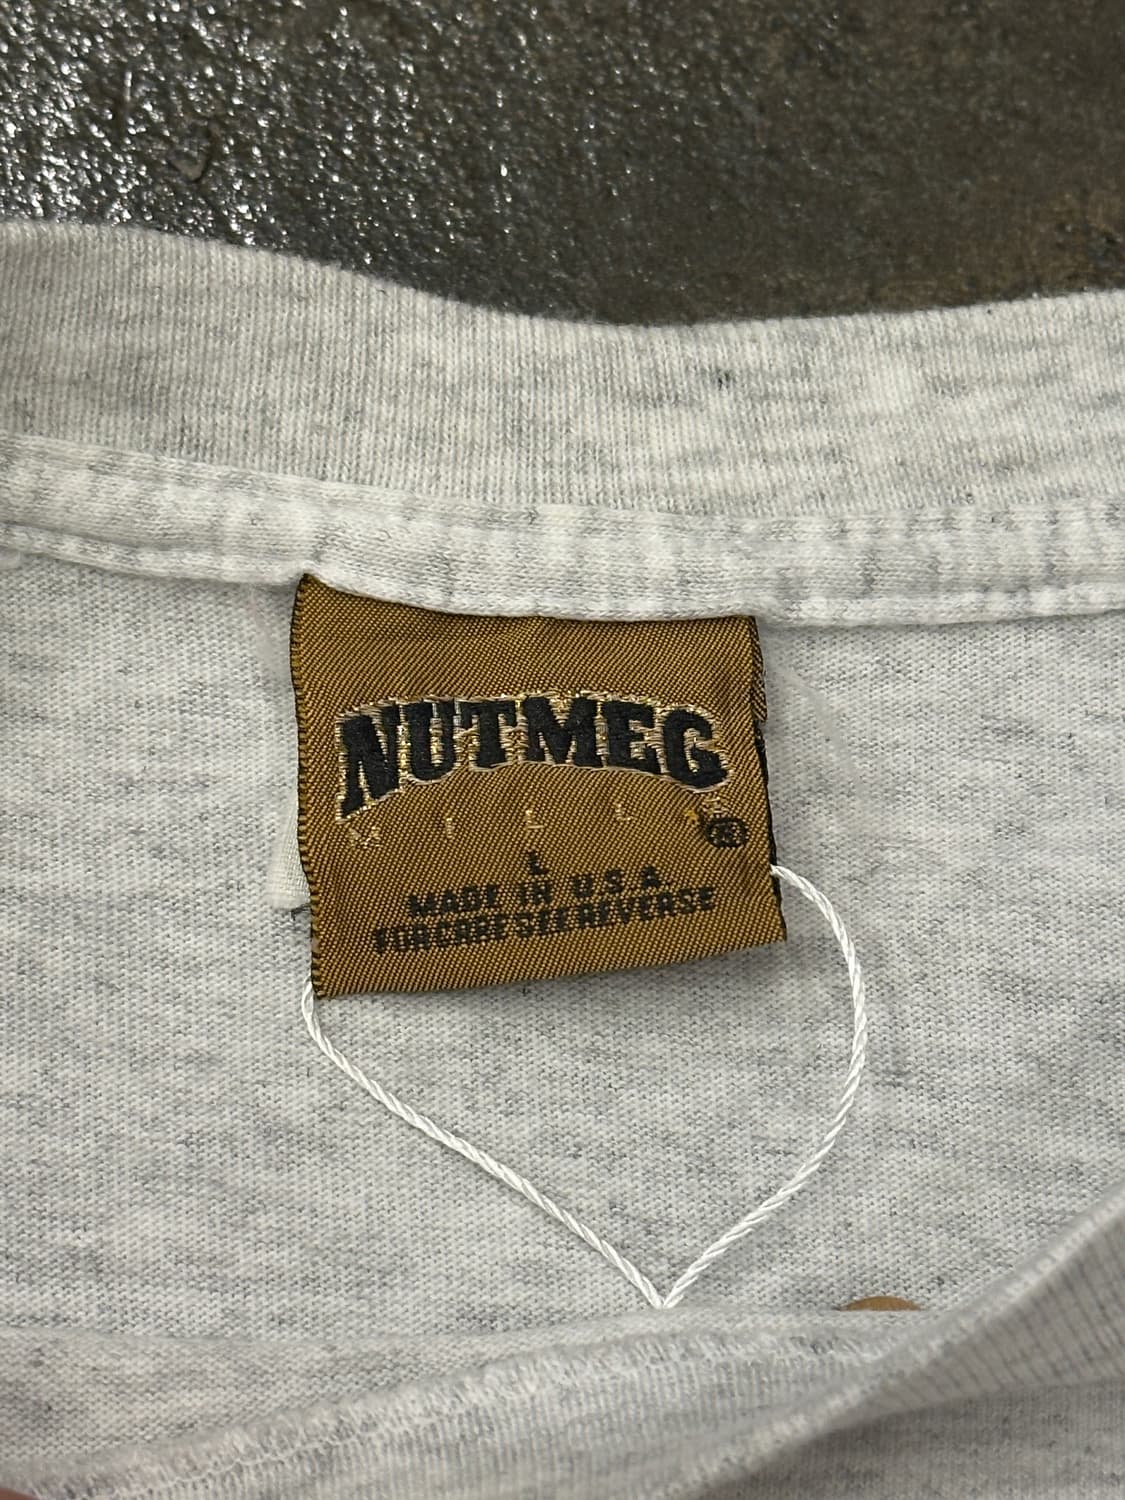 NUTMEG
MILLS
®
L
MADE IN U.S.A.
FOR CARE SEE REVERSE